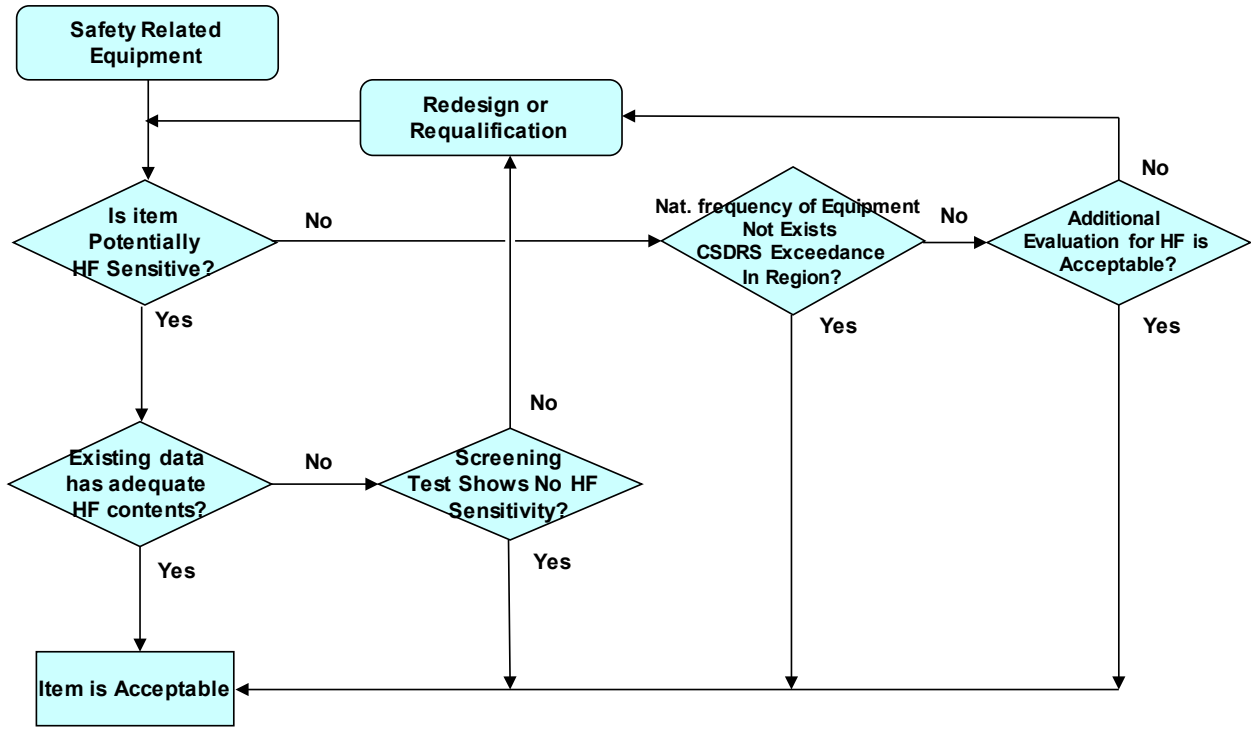 Safety Related
Equipment
Redesign or
Requalification
Is item
Potentially
HF Sensitive?
No
Yes
Nat. frequency of Equipment
Not Exists
CSDRS Exceedance
In Region?
No
Yes
Additional
Evaluation for HF is
Acceptable?
No
Yes
Existing data
has adequate
HF contents?
No
Yes
Screening
Test Shows No HF
Sensitivity?
No
Yes
Item is Acceptable